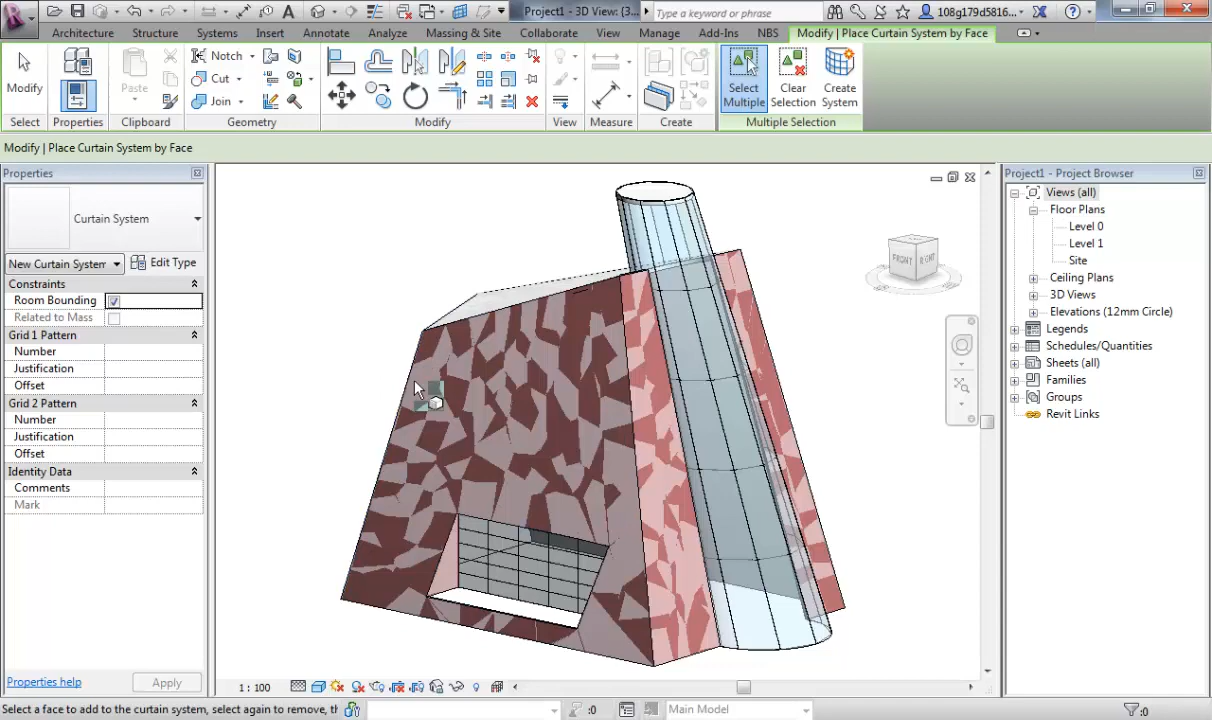 Project1 - 3D View: {3...
Type a keyword or phrase
108g179d5816...
Architecture Structure Systems Insert Annotate Analyze Massing & Site Collaborate View Manage Add-Ins NBS Modify | Place Curtain System by Face
Modify
Paste
Notch
Cut
Join
Select Multiple
Clear Selection
Create System
Select Properties Clipboard Geometry Modify View Measure Create Multiple Selection
Modify | Place Curtain System by Face
Properties
Curtain System
New Curtain System
Edit Type
Constraints
Room Bounding
Related to Mass
Grid 1 Pattern
Number
Justification
Offset
Grid 2 Pattern
Number
Justification
Offset
Identity Data
Comments
Mark
Properties help
Apply
FRONT
RIGHT
1 : 100
Project1 - Project Browser
Views (all)
Floor Plans
Level 0
Level 1
Site
Ceiling Plans
3D Views
Elevations (12mm Circle)
Legends
Schedules/Quantities
Sheets (all)
Families
Groups
Revit Links
Select a face to add to the curtain system, select again to remove, th
:0
Main Model
:0